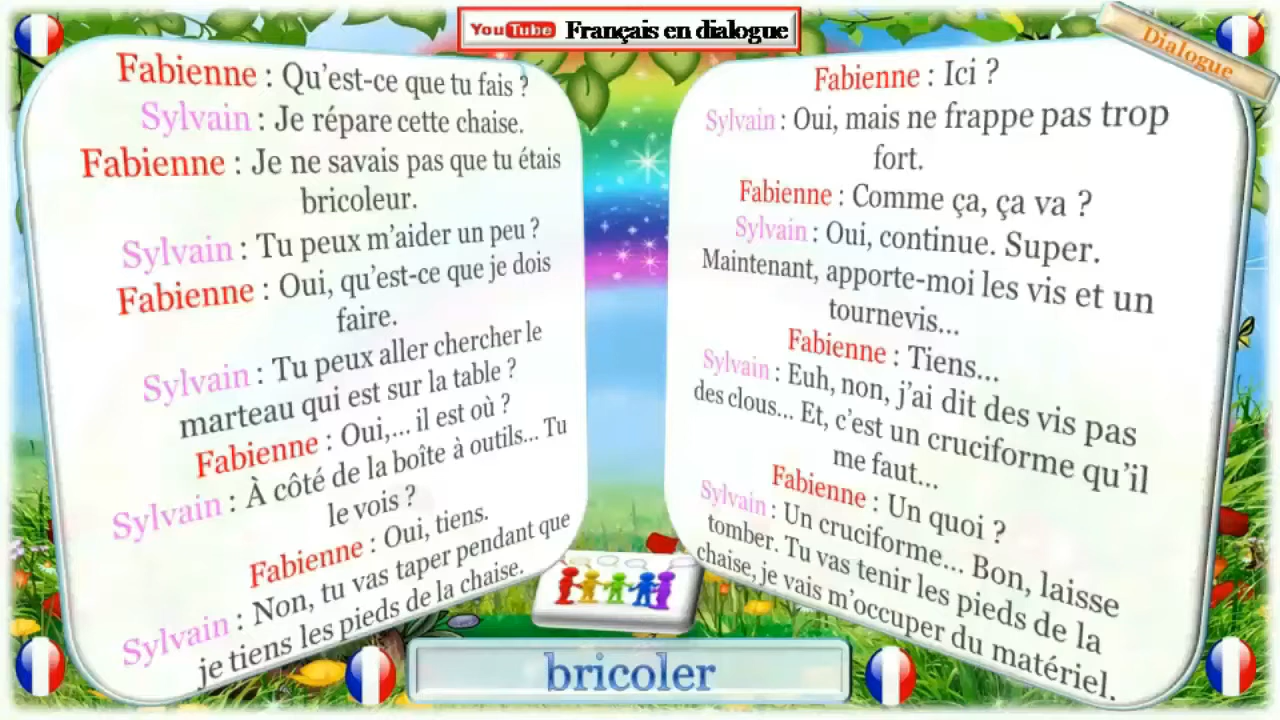 YouTube Français en dialogue
Dialogue
Fabienne : Qu'est-ce que tu fais ?
Sylvain : Je répare cette chaise.
Fabienne : Je ne savais pas que tu étais
bricoleur.
Sylvain : Tu peux m'aider un peu ?
Fabienne : Oui, qu'est-ce que je dois
faire.
Sylvain : Tu peux aller chercher le
marteau qui est sur la table ?
Fabienne : Oui,... il est où ?
Sylvain : À côté de la boîte à outils... Tu
le vois ?
Fabienne : Oui, tiens.
Sylvain : Non, tu vas taper pendant que
je tiens les pieds de la chaise.
Fabienne : Ici ?
Sylvain : Oui, mais ne frappe pas trop
fort.
Fabienne : Comme ça, ça va ?
Sylvain : Oui, continue. Super.
Maintenant, apporte-moi les vis et un
tournevis...
Fabienne : Tiens...
Sylvain : Euh, non, j'ai dit des vis pas
des clous... Et, c'est un cruciforme qu'il
me faut...
Fabienne : Un quoi ?
Sylvain : Un cruciforme... Bon, laisse
tomber. Tu vas tenir les pieds de la
chaise, je vais m'occuper du matériel.
bricoler